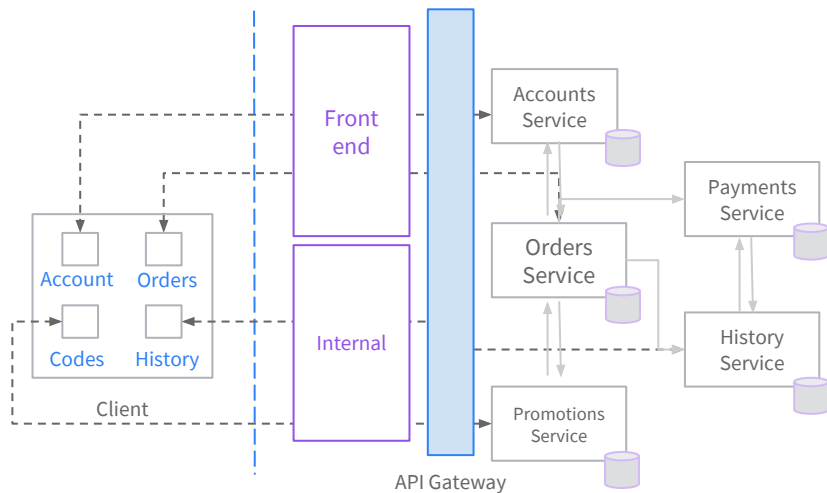 Accounts
Service
Front
end
Payments
Service
Account
Orders
Orders
Service
Internal
History
Service
Codes
History
Client
Promotions
Service
API Gateway